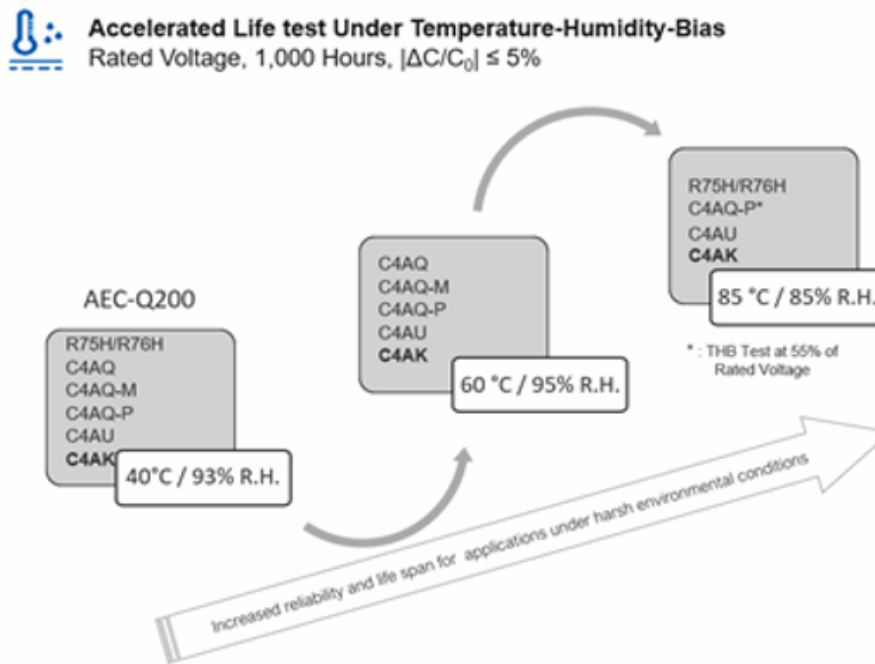 Accelerated Life test Under Temperature-Humidity-Bias
Rated Voltage, 1,000 Hours, |ΔC/C₀| ≤ 5%
AEC-Q200
R75H/R76H
C4AQ
C4AQ-M
C4AQ-P
C4AU
C4AK
40°C / 93% R.H.
C4AQ
C4AQ-M
C4AQ-P
C4AU
C4AK
60 °C / 95% R.H.
R75H/R76H
C4AQ-P*
C4AU
C4AK
85 °C / 85% R.H.
* : THB Test at 55% of
Rated Voltage
Increased reliability and life span for applications under harsh environmental conditions